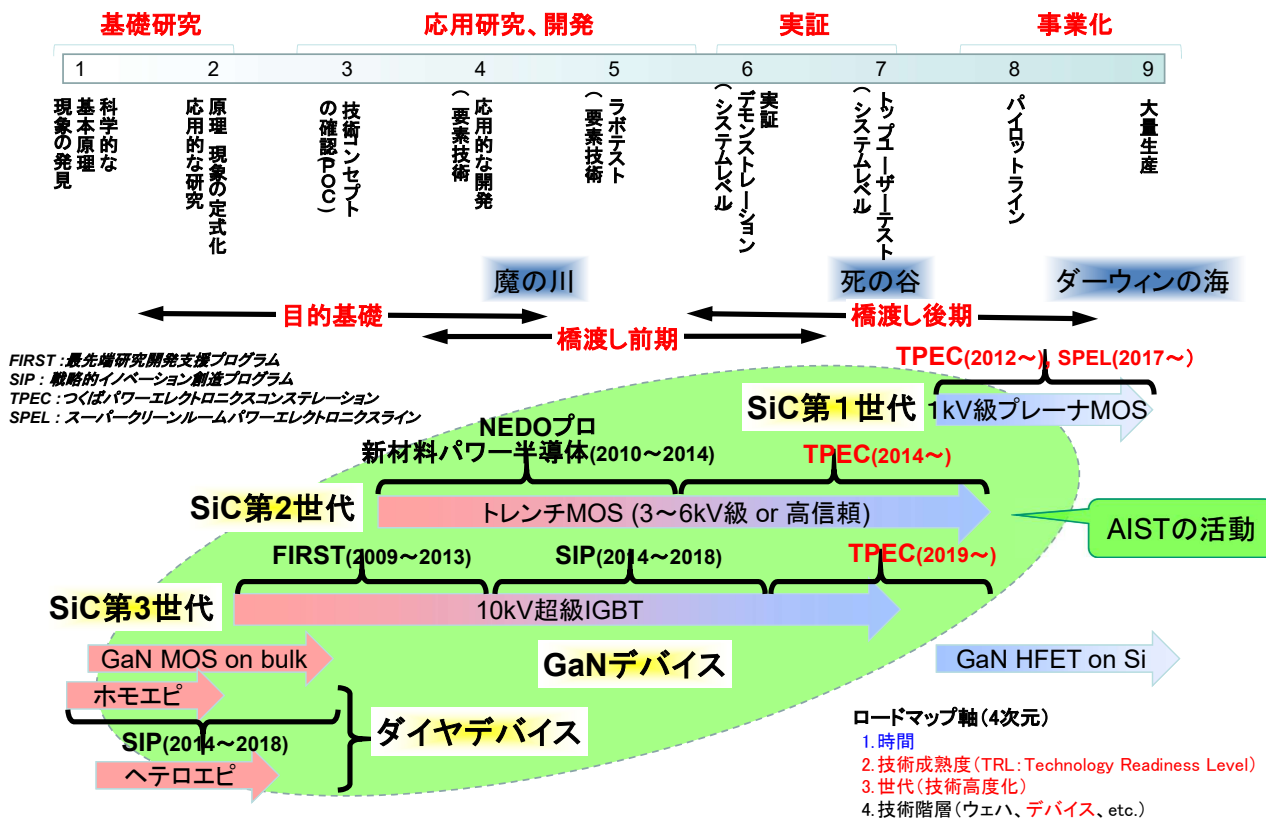 基礎研究
応用研究、開発
実証
事業化
1
2
3
4
5
6
7
8
9
科学的な
基本原理
現象の発見
原理・現象の定式化
応用的な研究
技術コンセプト
の確認(POC)
応用的な開発
(要素技術)
ラボテスト
(要素技術)
実証
デモンストレーション
(システムレベル)
トップユーザーテスト
(システムレベル)
パイロットライン
大量生産
魔の川
死の谷
ダーウィンの海
目的基礎
橋渡し前期
橋渡し後期
FIRST :最先端研究開発支援プログラム
SIP : 戦略的イノベーション創造プログラム
TPEC :つくばパワーエレクトロニクスコンステレーション
SPEL : スーパークリーンルームパワーエレクトロニクスライン
TPEC(2012~), SPEL(2017~)
SiC第1世代
1kV級プレーナMOS
NEDOプロ
新材料パワー半導体(2010~2014)
TPEC(2014~)
SiC第2世代
トレンチMOS (3~6kV級 or 高信頼)
AISTの活動
FIRST(2009~2013)
SIP(2014~2018)
TPEC(2019~)
SiC第3世代
10kV超級IGBT
GaN MOS on bulk
GaNデバイス
GaN HFET on Si
ホモエピ
SIP(2014~2018)
ダイヤデバイス
ヘテロエピ
ロードマップ軸(4次元)
1.時間
2.技術成熟度(TRL:Technology Readiness Level)
3.世代(技術高度化)
4.技術階層(ウェハ、デバイス、etc.)